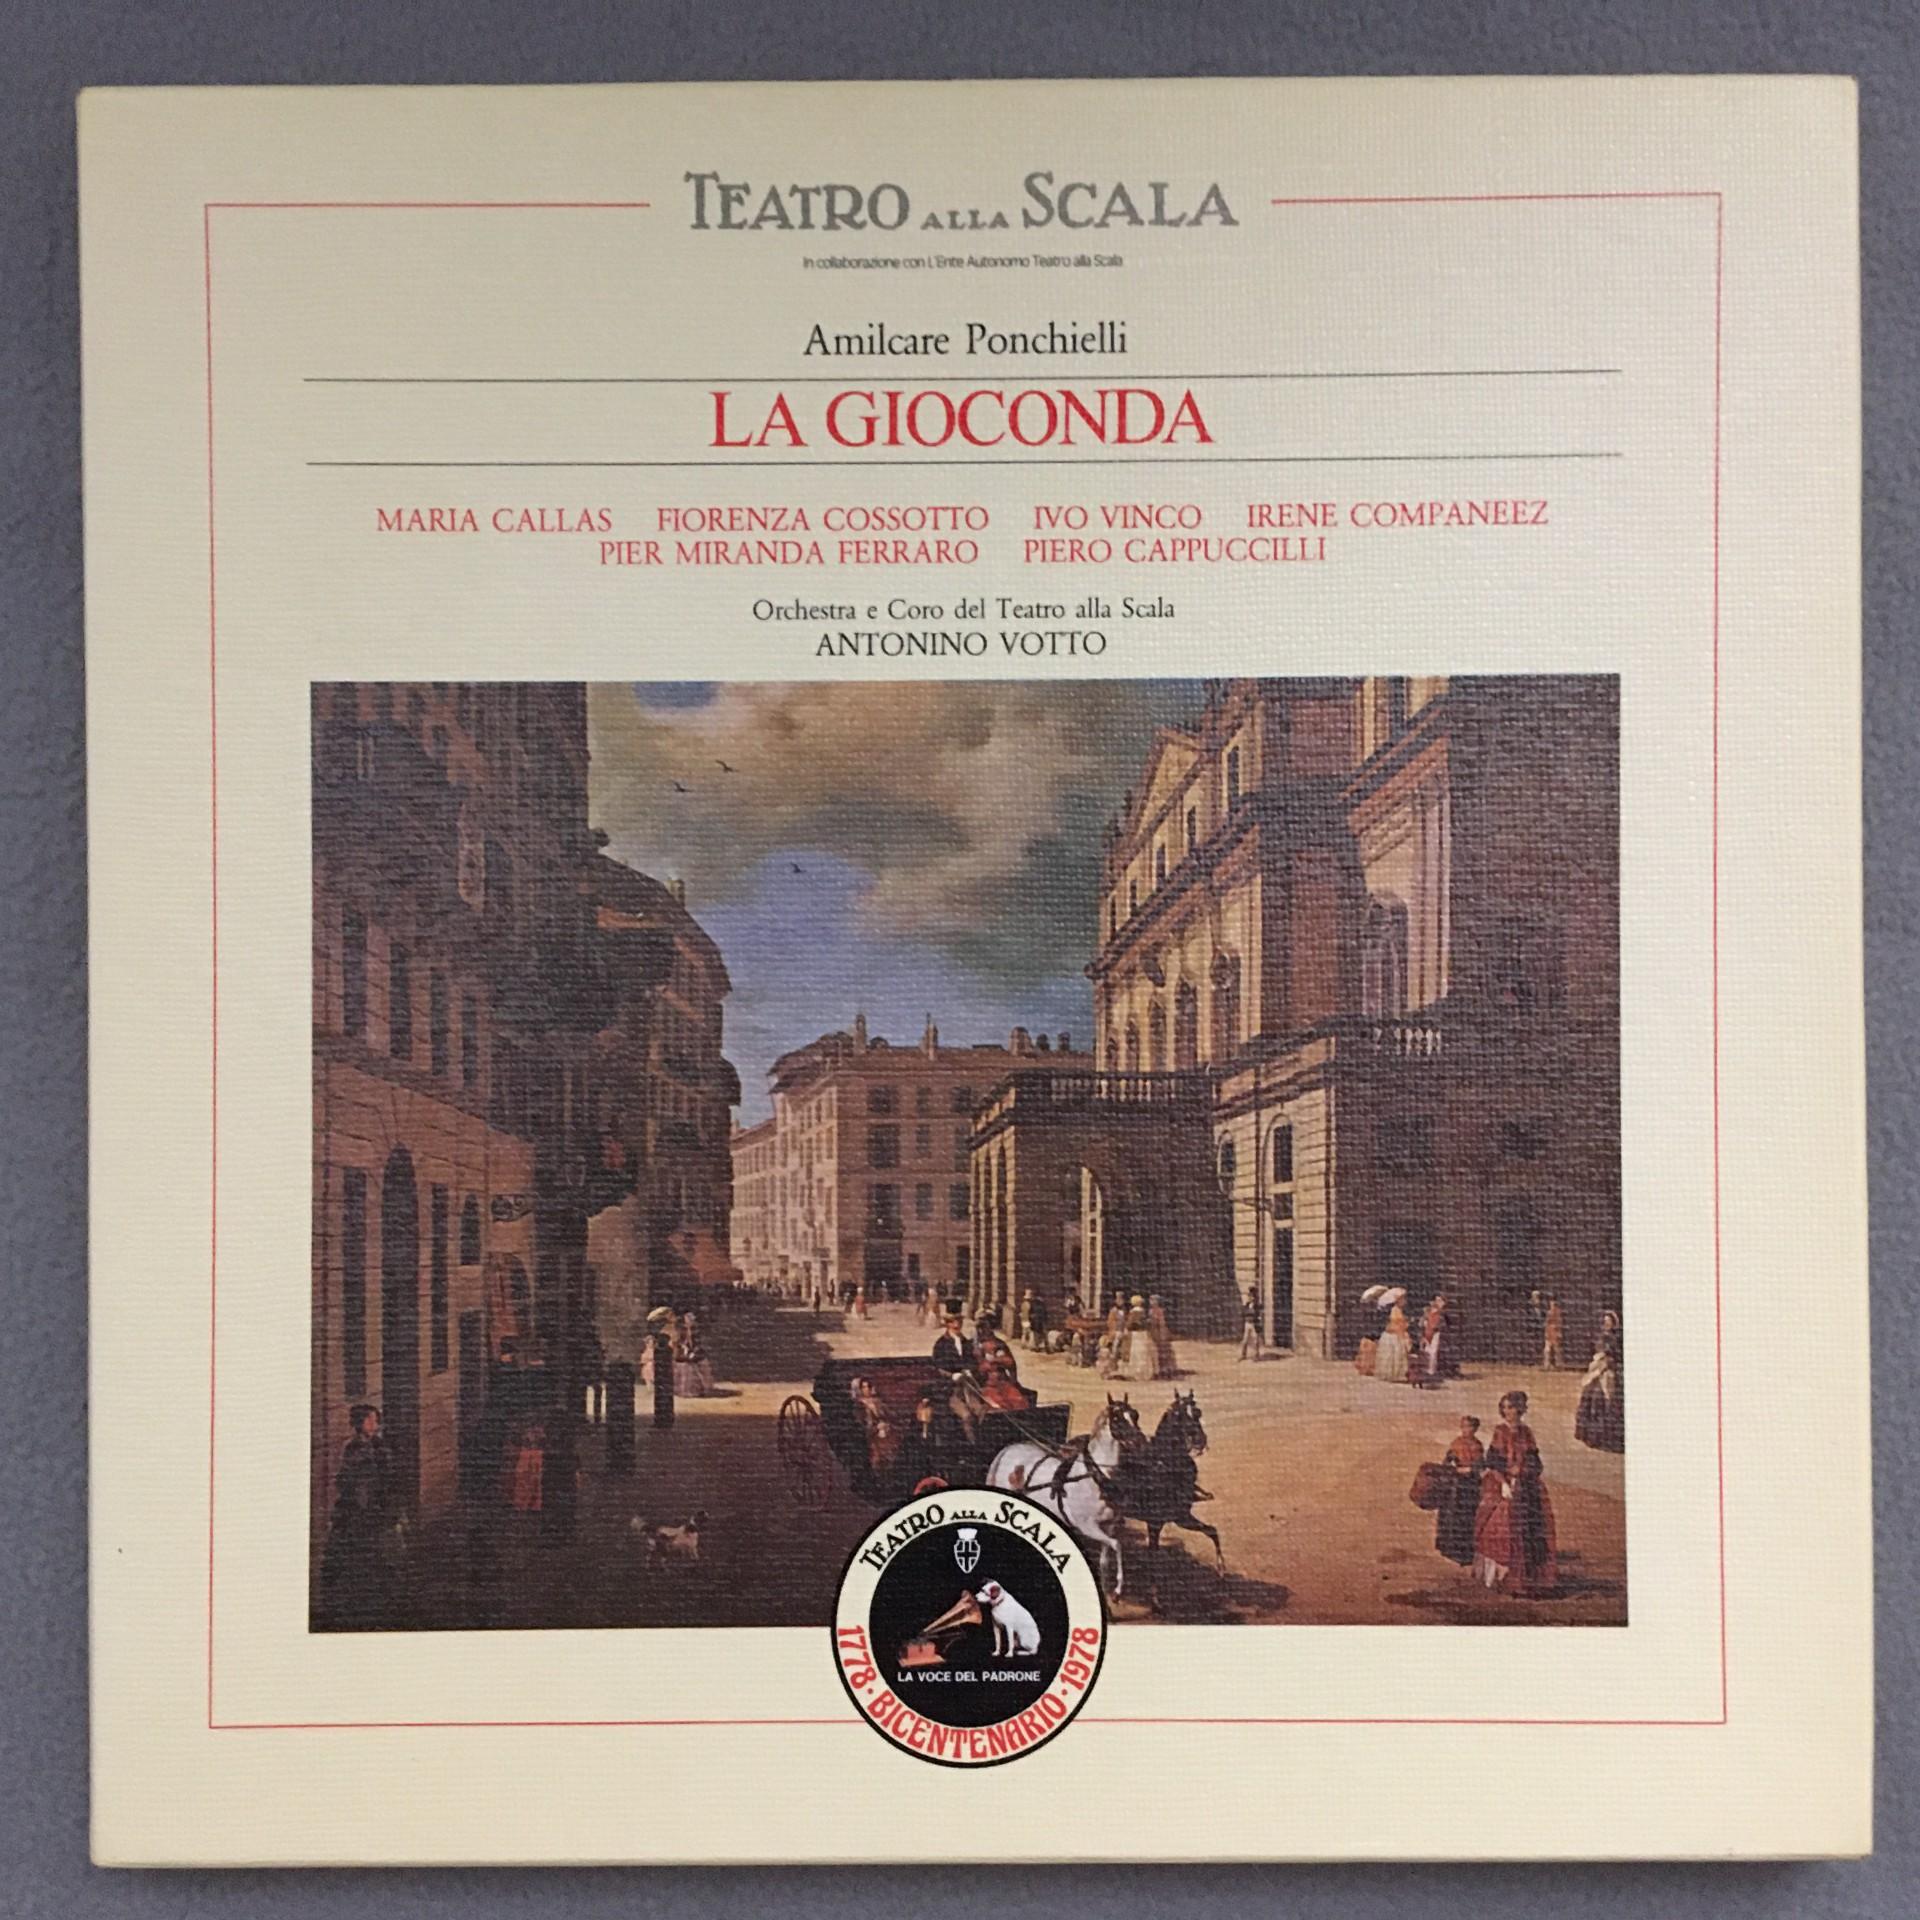 TEATRO ALLA SCALA
In collaborazione con L'Ente Autonomo Teatro alla Scala
Amilcare Ponchielli
LA GIOCONDA
MARIA CALLAS FIORENZA COSSOTTO IVO VINCO IRENE COMPANEEZ
PIER MIRANDA FERRARO PIERO CAPPUCCILLI
Orchestra e Coro del Teatro alla Scala
ANTONINO VOTTO
TEATRO ALLA SCALA
LA VOCE DEL PADRONE
1778 · BICENTENARIO · 1978